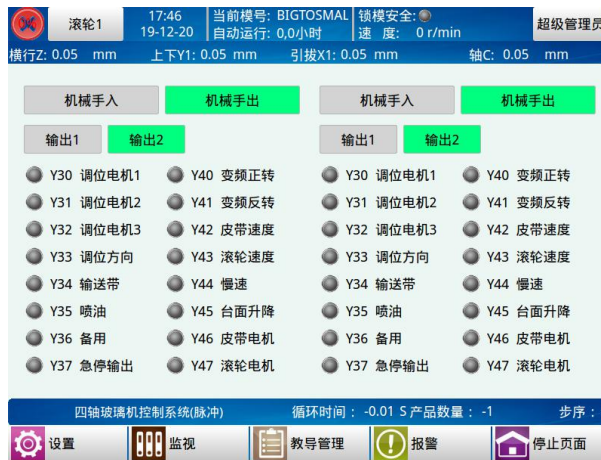 滚轮1 17:46 当前模号: BIGTOSMAL 锁模安全: 超级管理员
19-12-20 自动运行: 0,0小时 速 度: 0 r/min
横行Z: 0.05 mm 上下Y1: 0.05 mm 引拔X1: 0.05 mm 轴C: 0.05 mm
机械手入 机械手出 机械手入 机械手出
输出1 输出2 输出1 输出2
Y30 调位电机1 Y40 变频正转 Y30 调位电机1 Y40 变频正转
Y31 调位电机2 Y41 变频反转 Y31 调位电机2 Y41 变频反转
Y32 调位电机3 Y42 皮带速度 Y32 调位电机3 Y42 皮带速度
Y33 调位方向 Y43 滚轮速度 Y33 调位方向 Y43 滚轮速度
Y34 输送带 Y44 慢速 Y34 输送带 Y44 慢速
Y35 喷油 Y45 台面升降 Y35 喷油 Y45 台面升降
Y36 备用 Y46 皮带电机 Y36 备用 Y46 皮带电机
Y37 急停输出 Y47 滚轮电机 Y37 急停输出 Y47 滚轮电机
四轴玻璃机控制系统(脉冲) 循环时间: -0.01 S 产品数量: -1 步序:
设置 监视 教导管理 报警 停止页面